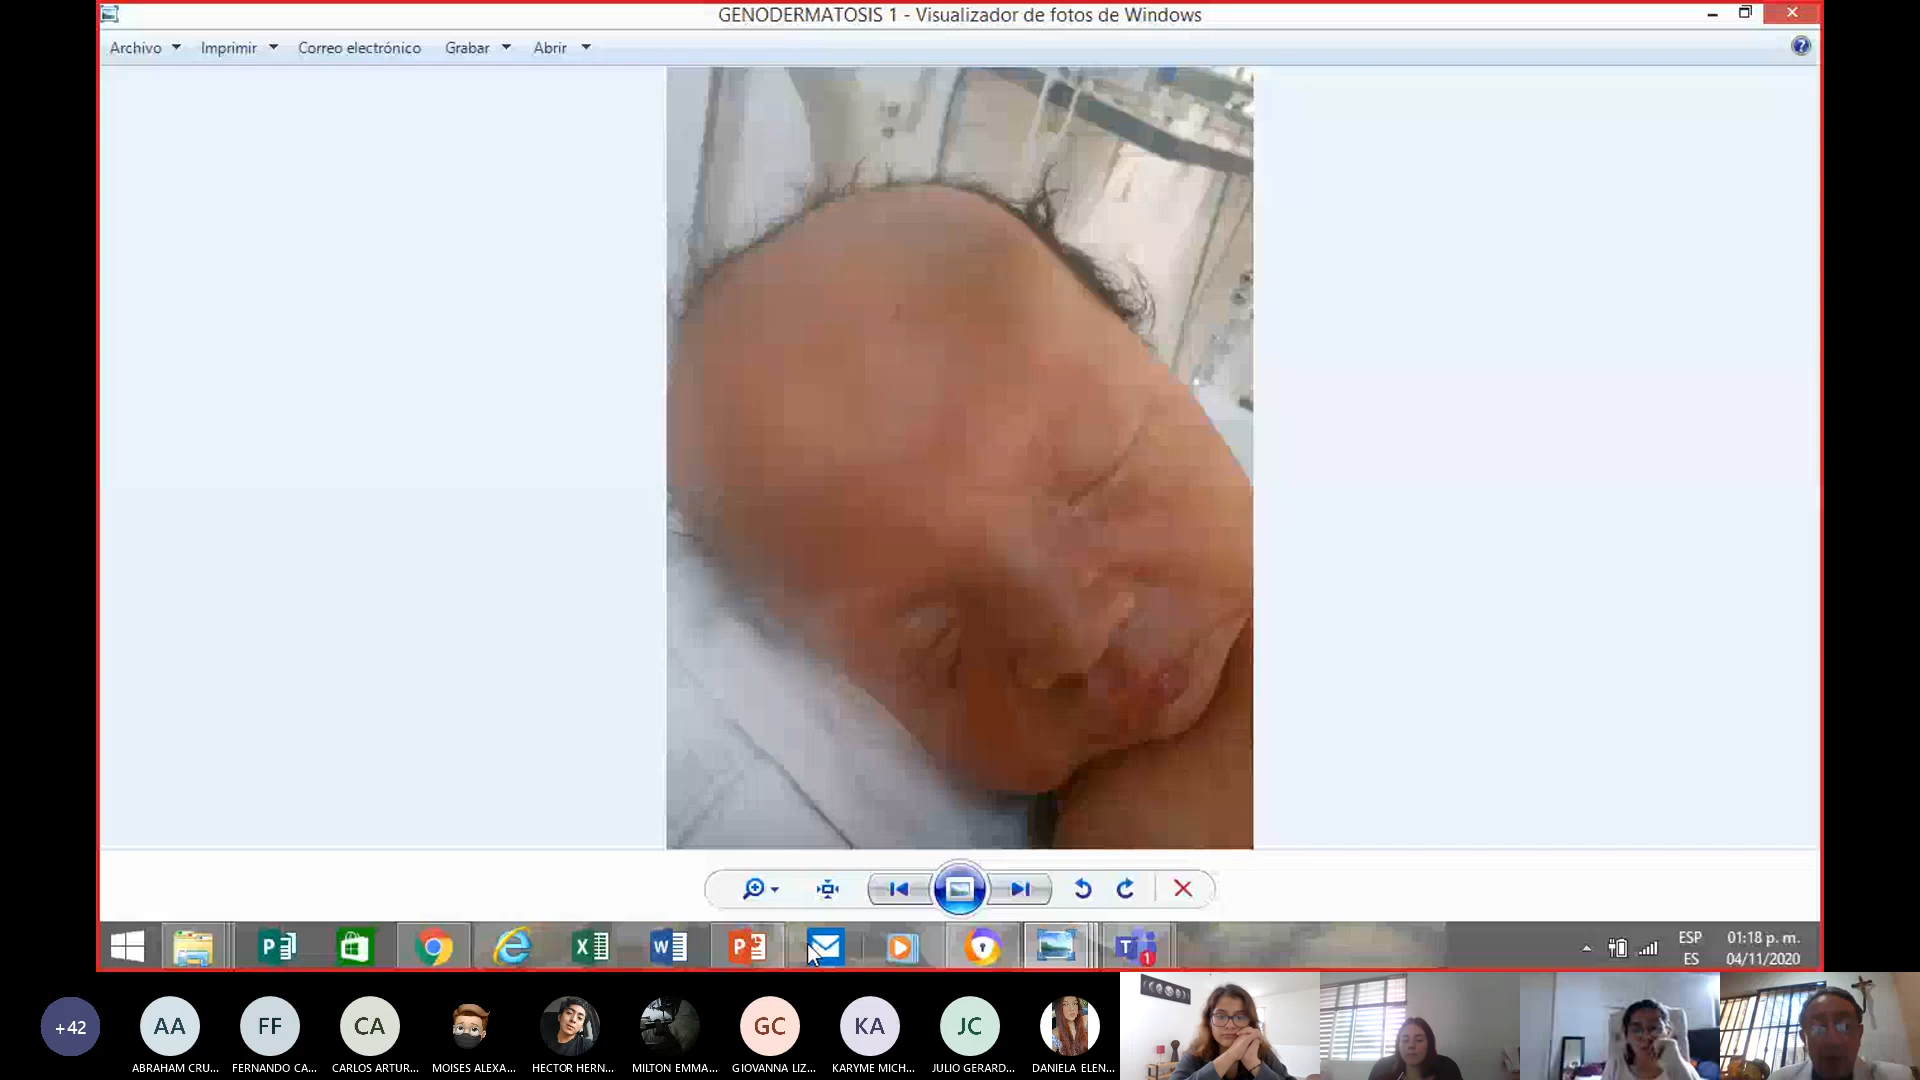 GENODERMATOSIS 1 - Visualizador de fotos de Windows
Archivo Imprimir Correo electrónico Grabar Abrir
ESP 01:18 p. m.
ES 04/11/2020
+42 AA FF CA GC KA JC
ABRAHAM CRU... FERNANDO CA... CARLOS ARTUR... MOISES ALEXA... HECTOR HERN... MILTON EMMA... GIOVANNA LIZ... KARYME MICH... JULIO GERARD... DANIELA ELEN...